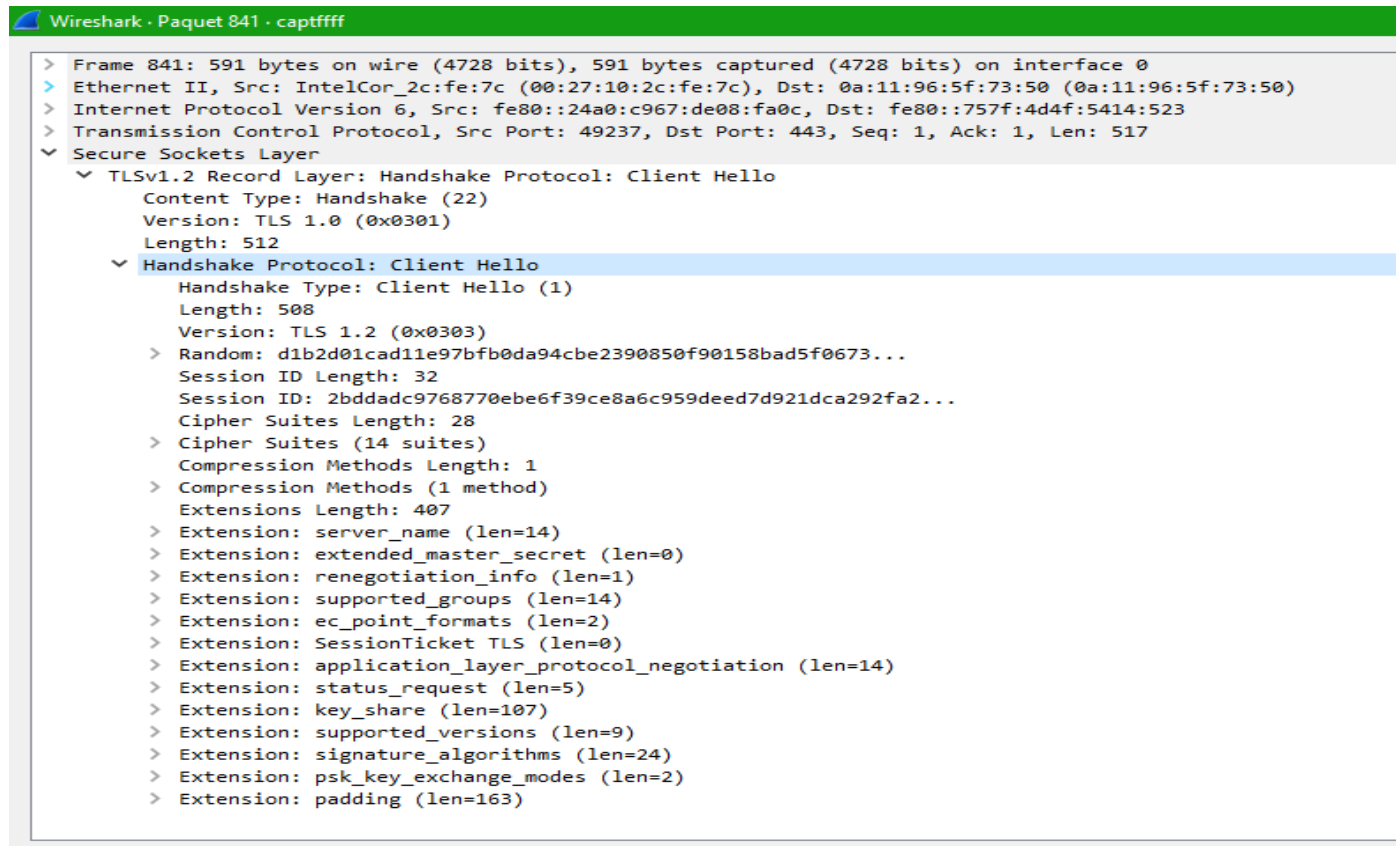 Wireshark · Paquet 841 · captffff
> Frame 841: 591 bytes on wire (4728 bits), 591 bytes captured (4728 bits) on interface 0
> Ethernet II, Src: IntelCor_2c:fe:7c (00:27:10:2c:fe:7c), Dst: 0a:11:96:5f:73:50 (0a:11:96:5f:73:50)
> Internet Protocol Version 6, Src: fe80::24a0:c967:de08:fa0c, Dst: fe80::757f:4d4f:5414:523
> Transmission Control Protocol, Src Port: 49237, Dst Port: 443, Seq: 1, Ack: 1, Len: 517
Secure Sockets Layer
TLSv1.2 Record Layer: Handshake Protocol: Client Hello
Content Type: Handshake (22)
Version: TLS 1.0 (0x0301)
Length: 512
Handshake Protocol: Client Hello
Handshake Type: Client Hello (1)
Length: 508
Version: TLS 1.2 (0x0303)
> Random: d1b2d01cad11e97bfb0da94cbe2390850f90158bad5f0673...
Session ID Length: 32
Session ID: 2bddadc9768770ebe6f39ce8a6c959deed7d921dca292fa2...
Cipher Suites Length: 28
> Cipher Suites (14 suites)
Compression Methods Length: 1
> Compression Methods (1 method)
Extensions Length: 407
> Extension: server_name (len=14)
> Extension: extended_master_secret (len=0)
> Extension: renegotiation_info (len=1)
> Extension: supported_groups (len=14)
> Extension: ec_point_formats (len=2)
> Extension: SessionTicket TLS (len=0)
> Extension: application_layer_protocol_negotiation (len=14)
> Extension: status_request (len=5)
> Extension: key_share (len=107)
> Extension: supported_versions (len=9)
> Extension: signature_algorithms (len=24)
> Extension: psk_key_exchange_modes (len=2)
> Extension: padding (len=163)